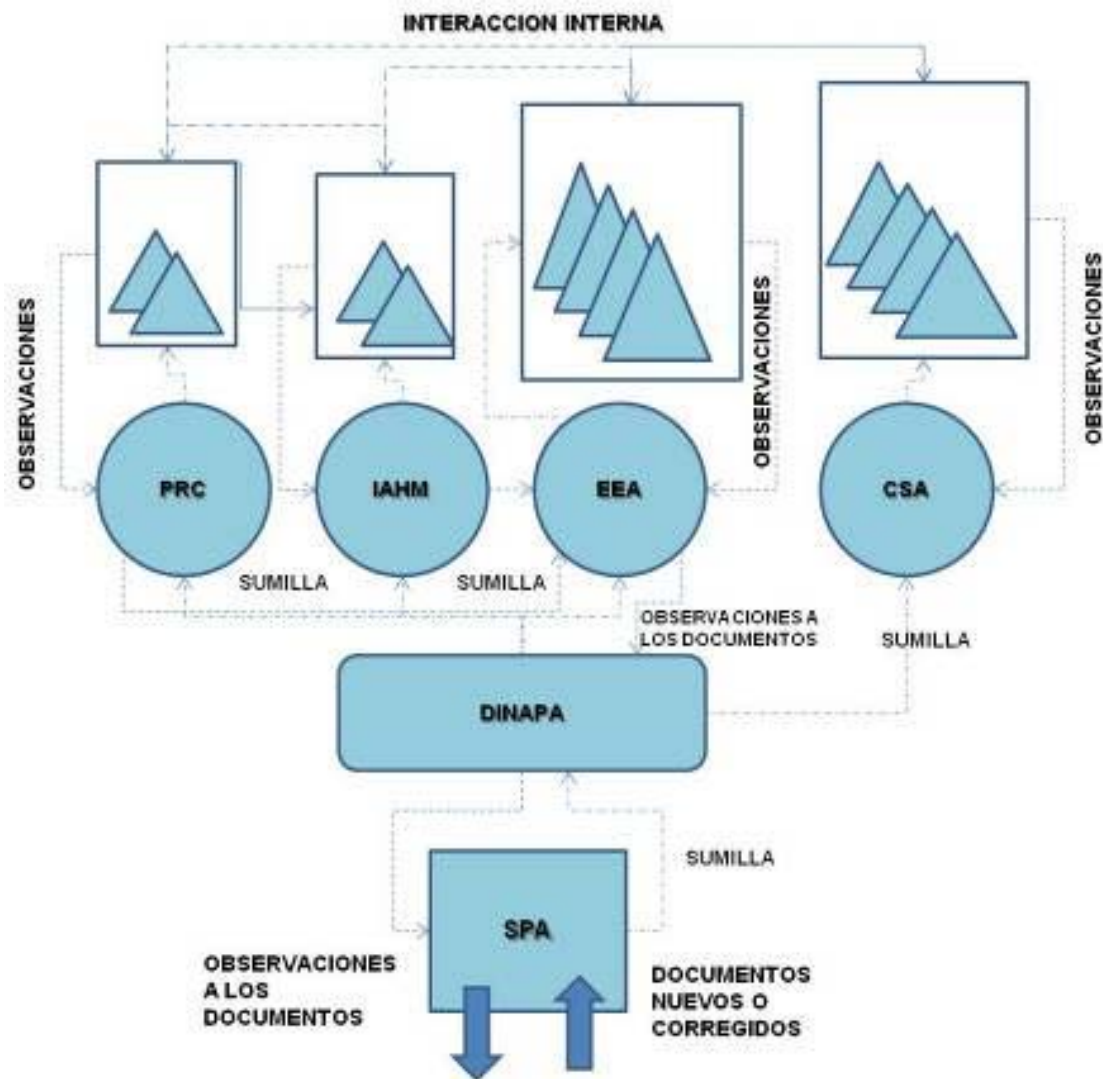 INTERACCION INTERNA
OBSERVACIONES
OBSERVACIONES
OBSERVACIONES
PRC
IAHM
EEA
CSA
SUMILLA
SUMILLA
OBSERVACIONES A
LOS DOCUMENTOS
SUMILLA
DINAPA
SUMILLA
SPA
OBSERVACIONES
A LOS
DOCUMENTOS
DOCUMENTOS
NUEVOS O
CORREGIDOS